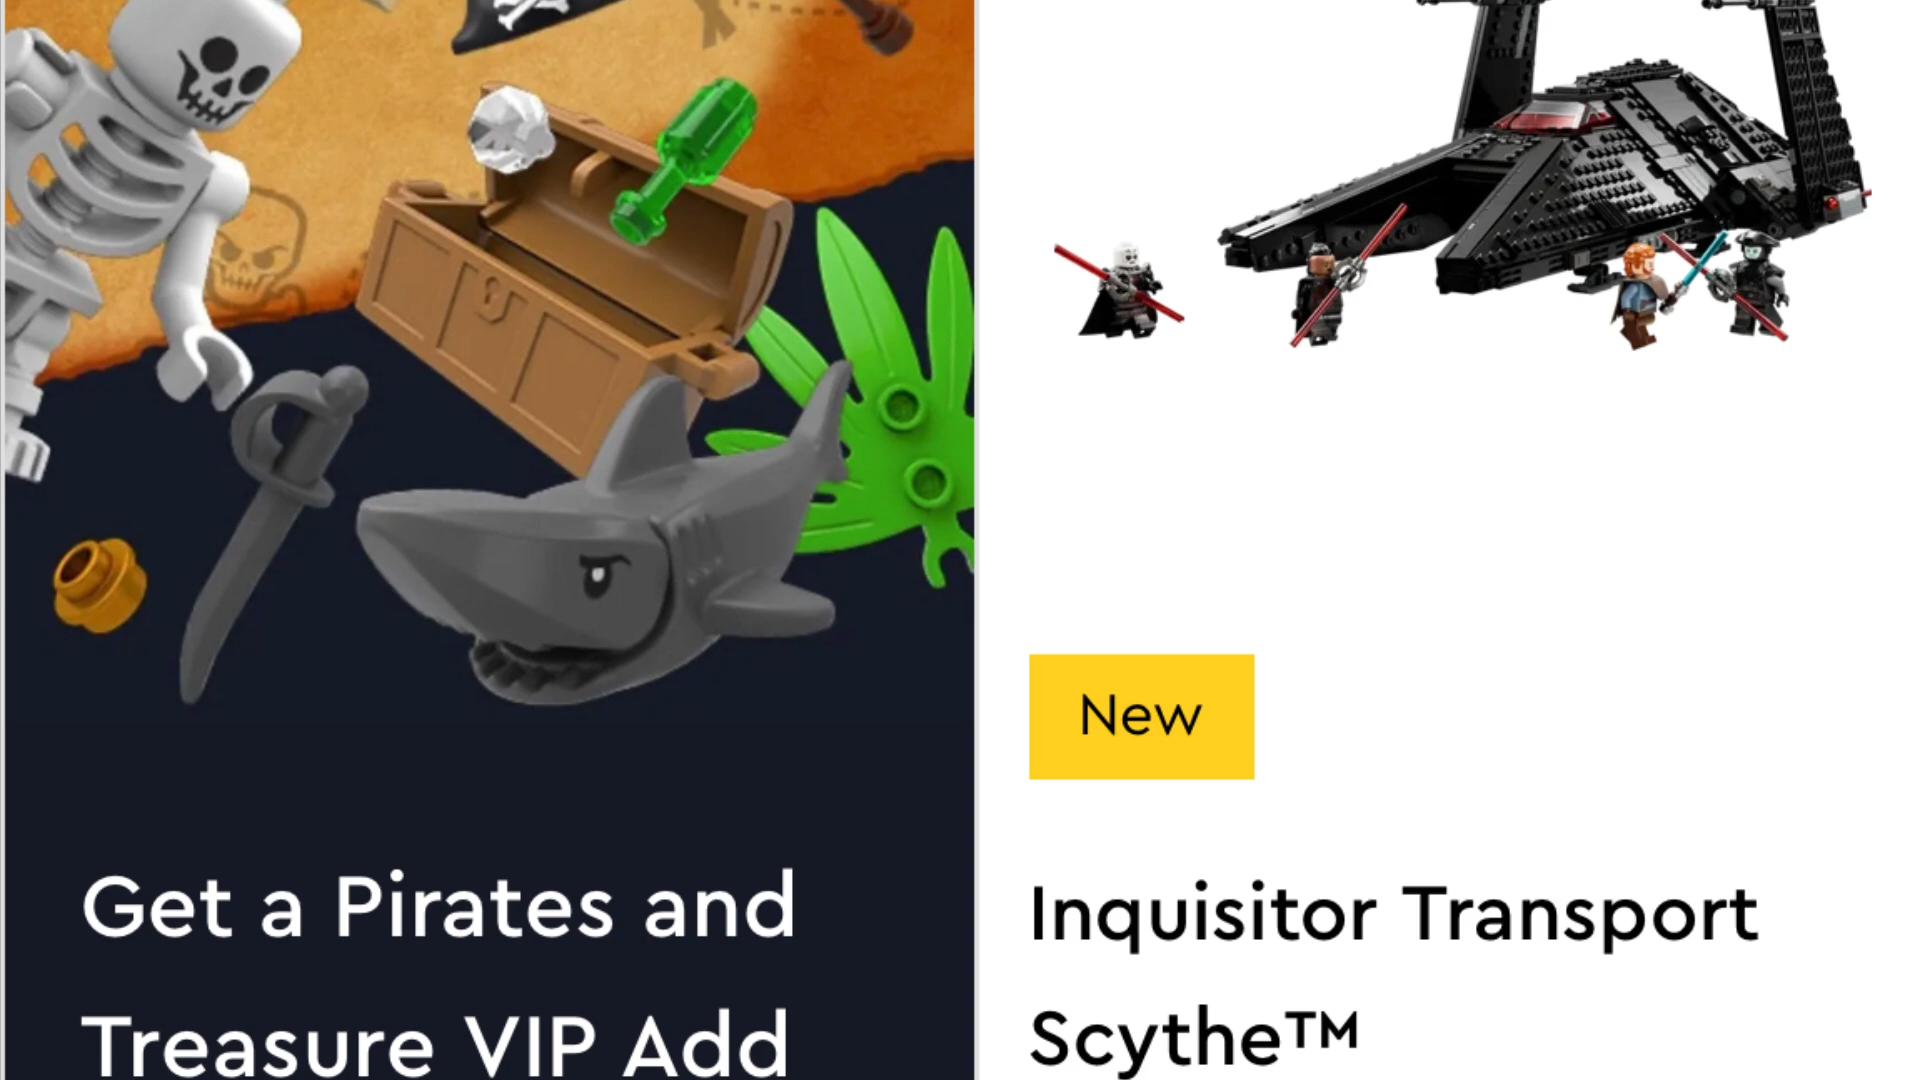 Get a Pirates and
Treasure VIP Add
New
Inquisitor Transport
Scythe™